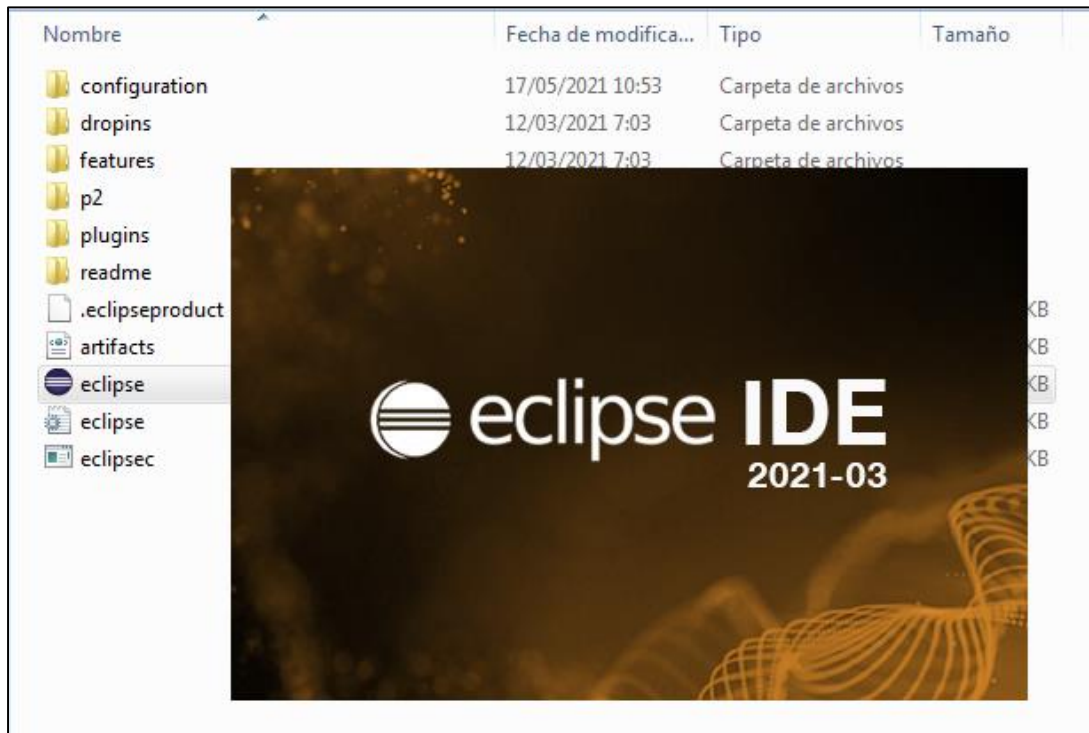 Nombre Fecha de modifica... Tipo Tamaño
configuration 17/05/2021 10:53 Carpeta de archivos
dropins 12/03/2021 7:03 Carpeta de archivos
features 12/03/2021 7:03 Carpeta de archivos
p2
plugins
readme
.eclipseproduct KB
artifacts KB
eclipse KB
eclipse KB
eclipsec KB
eclipse IDE
2021-03